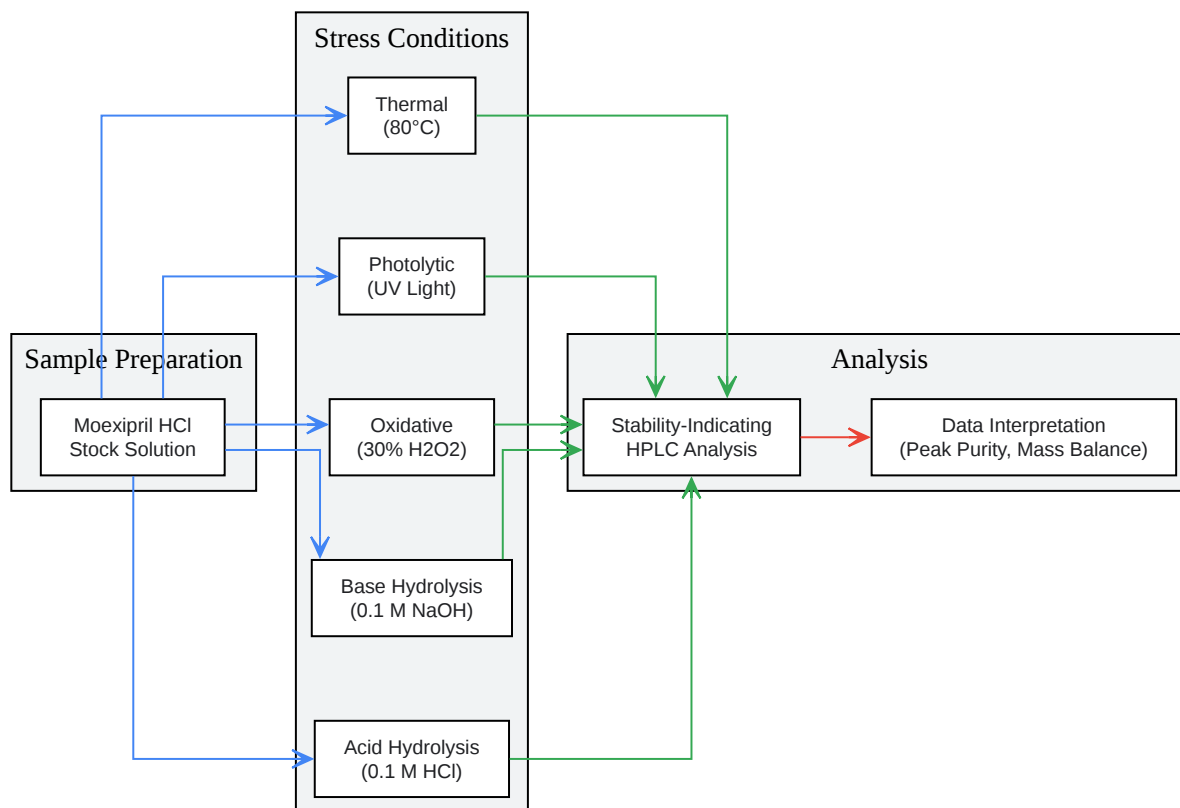 Stress Conditions
Thermal
(80°C)
Photolytic
(UV Light)
Sample Preparation
Moexipril HCl
Stock Solution
Oxidative
(30% H2O2)
Base Hydrolysis
(0.1 M NaOH)
Acid Hydrolysis
(0.1 M HCl)
Analysis
Stability-Indicating
HPLC Analysis
Data Interpretation
(Peak Purity, Mass Balance)